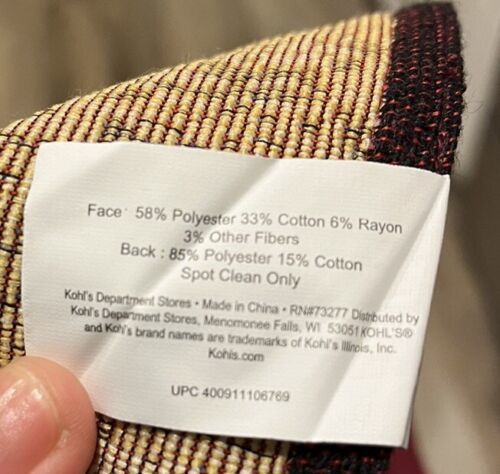 Face : 58% Polyester 33% Cotton 6% Rayon
3% Other Fibers
Back : 85% Polyester 15% Cotton
Spot Clean Only
Kohl's Department Stores • Made in China • RN#73277 Distributed by
Kohl's Department Stores, Menomonee Falls, WI 53051 KOHL'S®
and Kohl's brand names are trademarks of Kohl's Illinois, Inc.
Kohls.com
UPC 400911106769